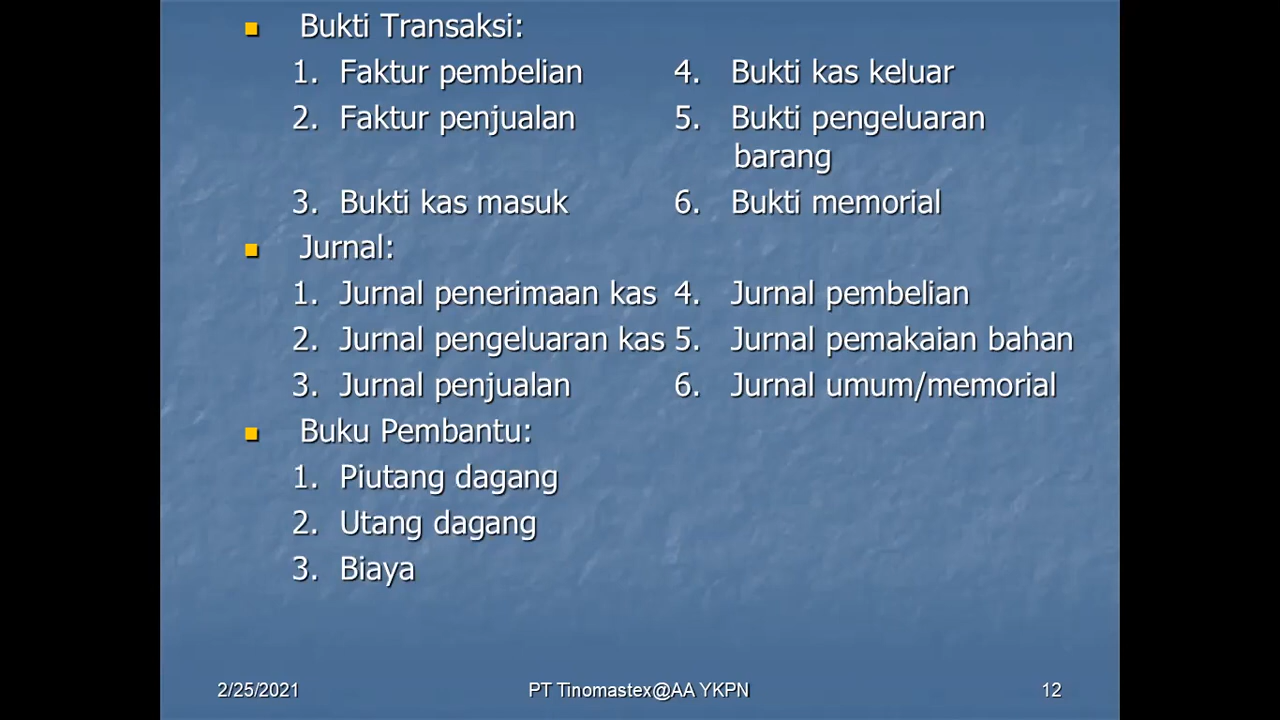 Bukti Transaksi:
1. Faktur pembelian 4. Bukti kas keluar
2. Faktur penjualan 5. Bukti pengeluaran
barang
3. Bukti kas masuk 6. Bukti memorial
Jurnal:
1. Jurnal penerimaan kas 4. Jurnal pembelian
2. Jurnal pengeluaran kas 5. Jurnal pemakaian bahan
3. Jurnal penjualan 6. Jurnal umum/memorial
Buku Pembantu:
1. Piutang dagang
2. Utang dagang
3. Biaya
2/25/2021 PT Tinomastex@AA YKPN 12